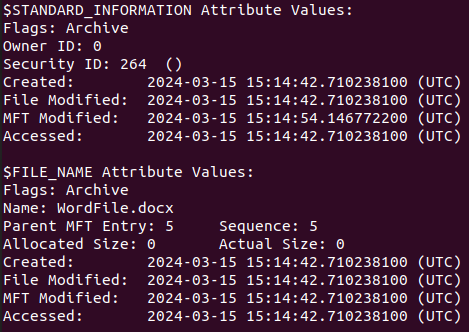 $STANDARD_INFORMATION Attribute Values:
Flags: Archive
Owner ID: 0
Security ID: 264  ()
Created:        2024-03-15 15:14:42.710238100 (UTC)
File Modified:  2024-03-15 15:14:42.710238100 (UTC)
MFT Modified:   2024-03-15 15:14:54.146772200 (UTC)
Accessed:       2024-03-15 15:14:42.710238100 (UTC)

$FILE_NAME Attribute Values:
Flags: Archive
Name: WordFile.docx
Parent MFT Entry: 5     Sequence: 5
Allocated Size: 0       Actual Size: 0
Created:        2024-03-15 15:14:42.710238100 (UTC)
File Modified:  2024-03-15 15:14:42.710238100 (UTC)
MFT Modified:   2024-03-15 15:14:42.710238100 (UTC)
Accessed:       2024-03-15 15:14:42.710238100 (UTC)